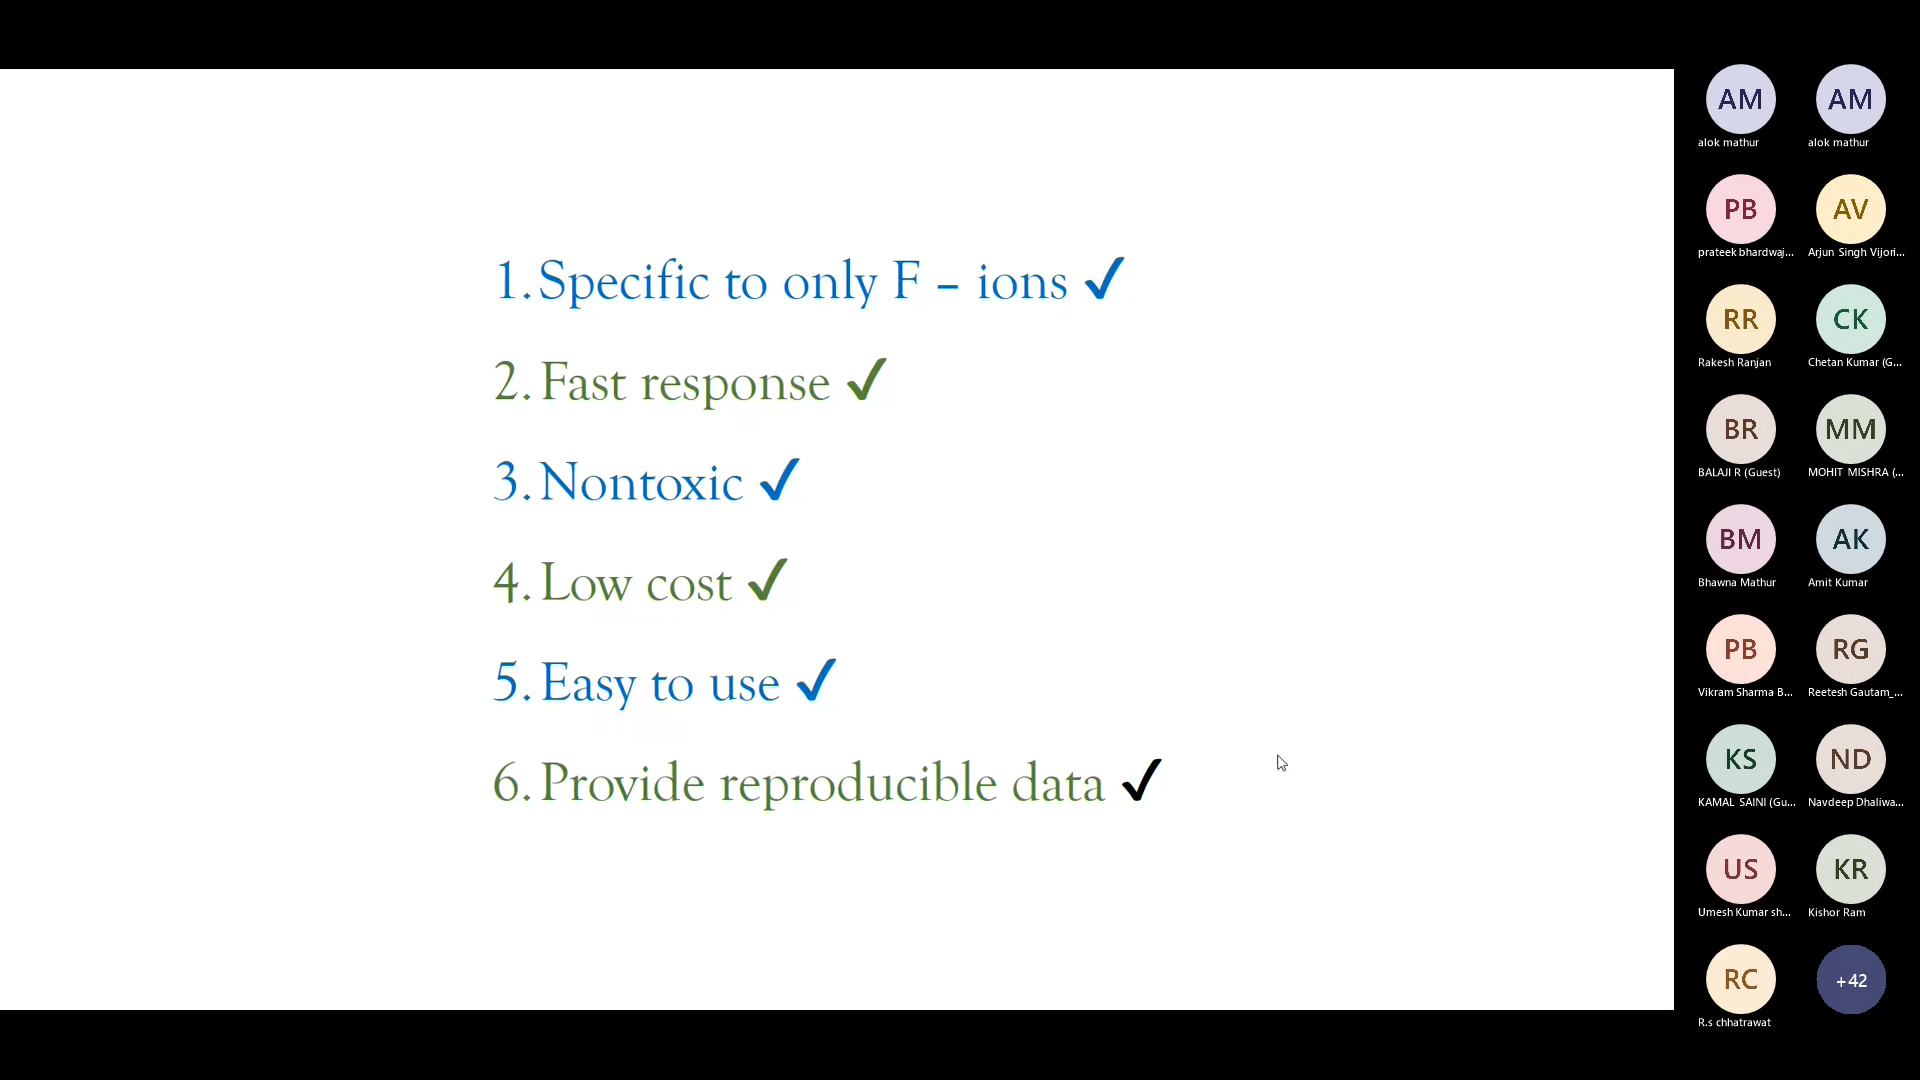 1. Specific to only F – ions ✓
2. Fast response ✓
3. Nontoxic ✓
4. Low cost ✓
5. Easy to use ✓
6. Provide reproducible data ✓
AM AM
alok mathur alok mathur
PB AV
prateek bhardwaj... Arjun Singh Vijori...
RR CK
Rakesh Ranjan Chetan Kumar (G...
BR MM
BALAJI R (Guest) MOHIT MISHRA (...
BM AK
Bhawna Mathur Amit Kumar
PB RG
Vikram Sharma B... Reetesh Gautam_...
KS ND
KAMAL SAINI (Gu... Navdeep Dhaliwa...
US KR
Umesh Kumar sh... Kishor Ram
RC +42
R.s chhatrawat